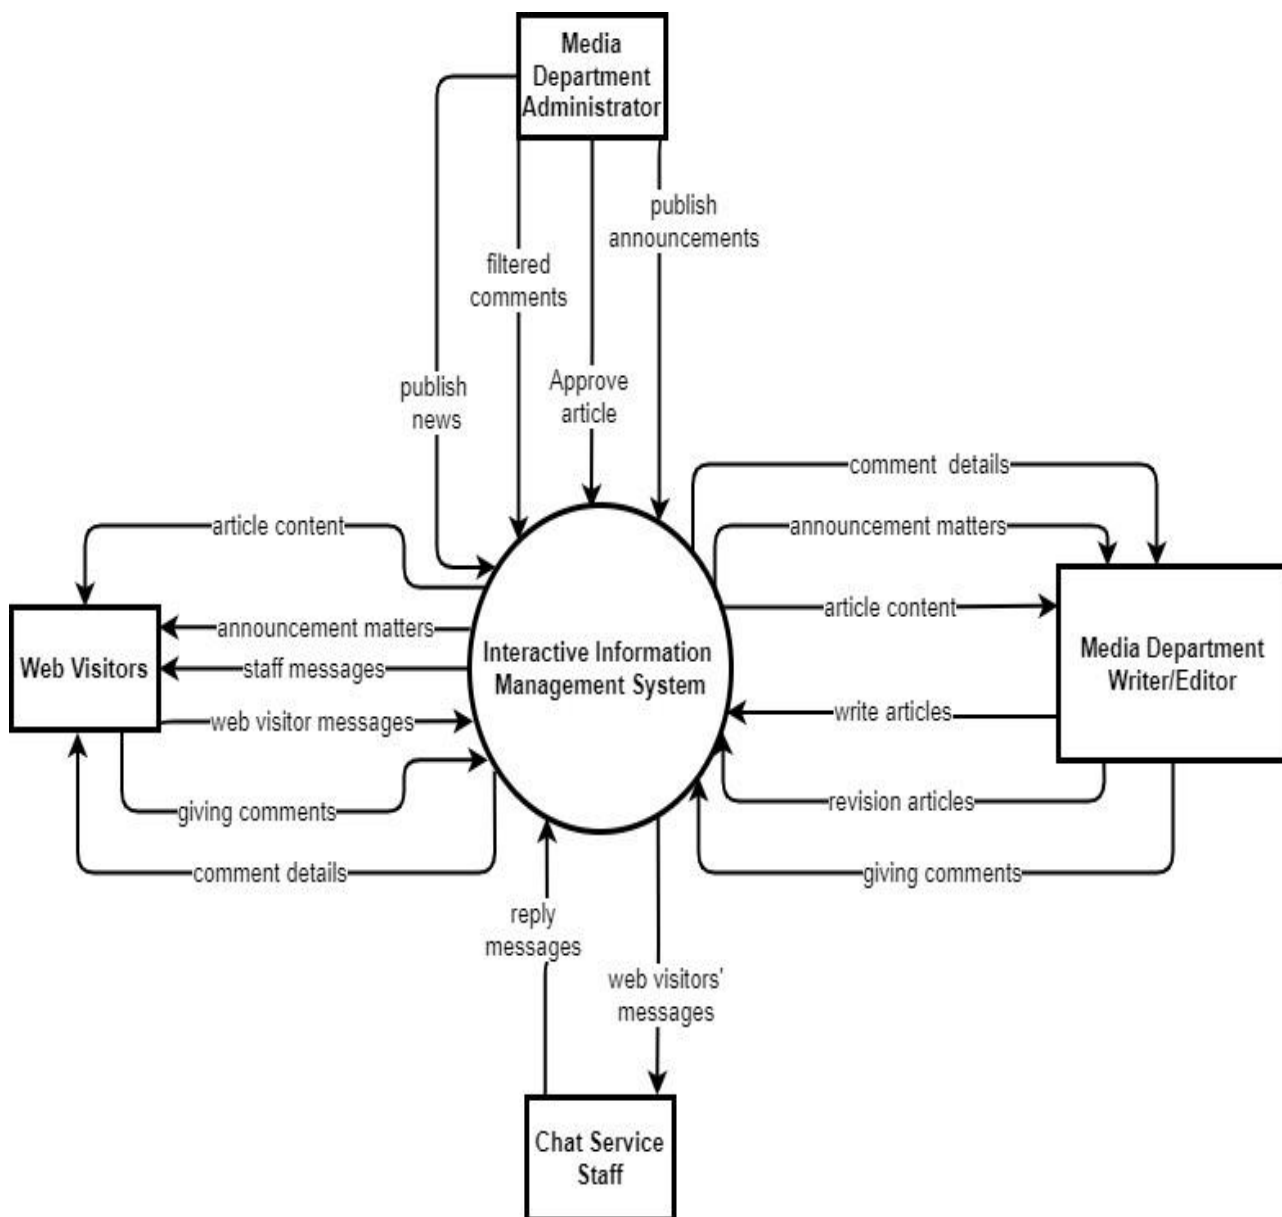 Media
Department
Administrator
publish
announcements
filtered
comments
Approve
article
publish
news
comment details
article content
announcement matters
article content
announcement matters
Web Visitors
staff messages
Interactive Information
Management System
Media Department
Writer/Editor
web visitor messages
write articles
giving comments
revision articles
comment details
giving comments
reply
messages
web visitors'
messages
Chat Service
Staff